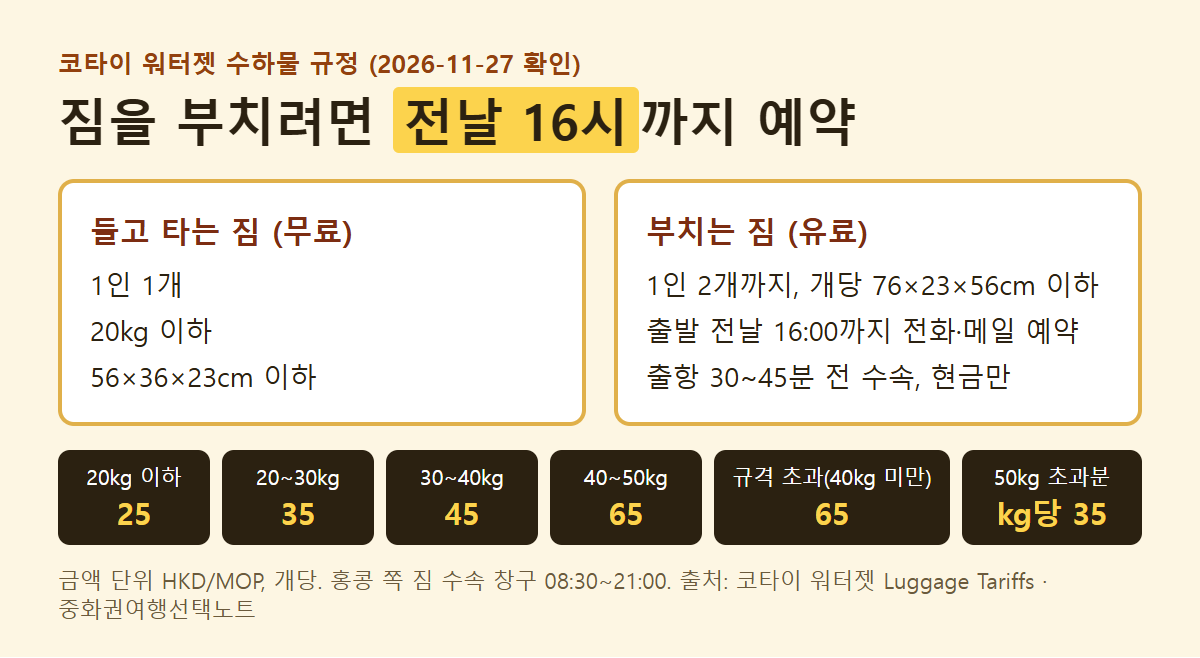 코타이 워터젯 수하물 규정 (2026-11-27 확인)
짐을 부치려면 전날 16시까지 예약
들고 타는 짐 (무료)
1인 1개
20kg 이하
56×36×23cm 이하
부치는 짐 (유료)
1인 2개까지, 개당 76×23×56cm 이하
출발 전날 16:00까지 전화·메일 예약
출항 30~45분 전 수속, 현금만
20kg 이하
25
20~30kg
35
30~40kg
45
40~50kg
65
규격 초과(40kg 미만)
65
50kg 초과분
kg당 35
금액 단위 HKD/MOP, 개당. 홍콩 쪽 짐 수속 창구 08:30~21:00. 출처: 코타이 워터젯 Luggage Tariffs ·
중화권여행선택노트